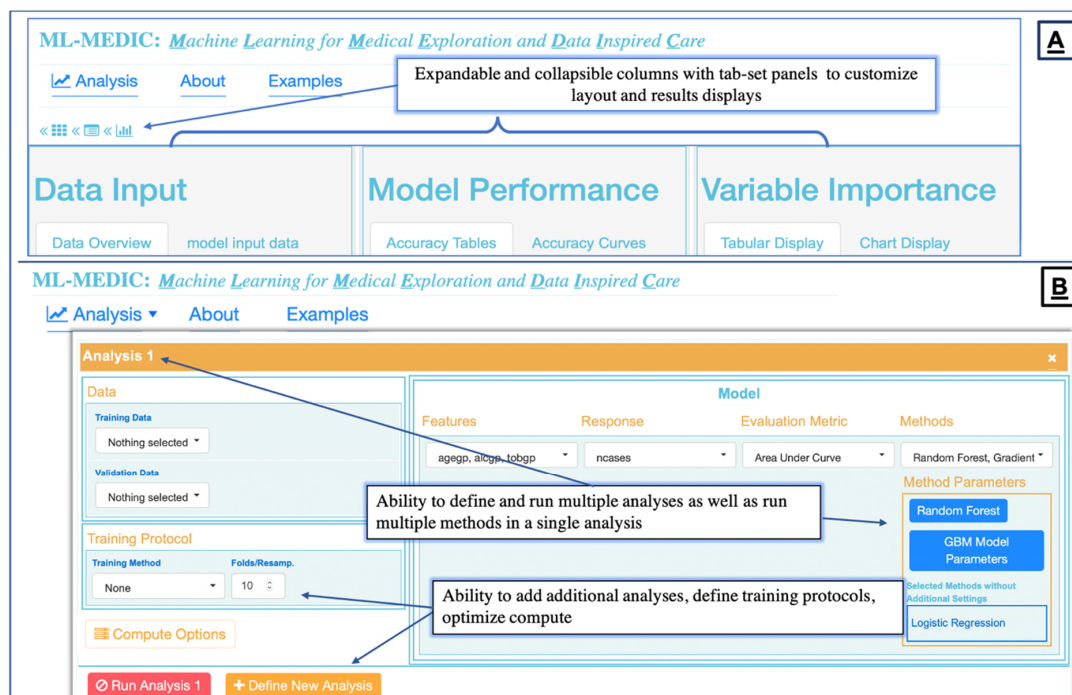 ML-MEDIC: Machine Learning for Medical Exploration and Data Inspired Care
A
Analysis About Examples
Expandable and collapsible columns with tab-set panels to customize
layout and results displays
Data Input Model Performance Variable Importance
Data Overview model input data Accuracy Tables Accuracy Curves Tabular Display Chart Display
ML-MEDIC: Machine Learning for Medical Exploration and Data Inspired Care
B
Analysis About Examples
Analysis 1
Data
Training Data
Nothing selected
Validation Data
Nothing selected
Training Protocol
Training Method Folds/Resamp.
None 10
Compute Options
Run Analysis 1 + Define New Analysis
Model
Features Response Evaluation Metric Methods
agegp, alcgp, tobgp ncases Area Under Curve Random Forest, Gradient
Method Parameters
Random Forest
GBM Model
Parameters
Selected Methods without
Additional Settings
Logistic Regression
Ability to define and run multiple analyses as well as run
multiple methods in a single analysis
Ability to add additional analyses, define training protocols,
optimize compute